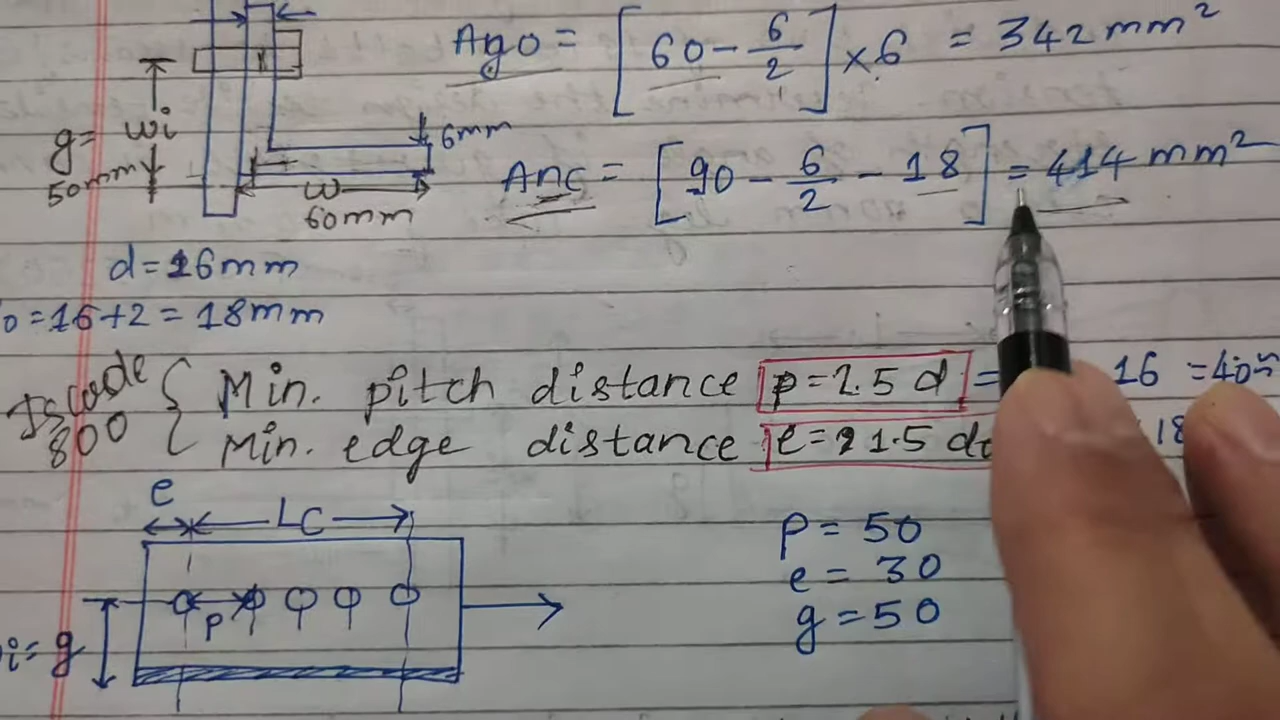 Ago = [60 - 6/2] × 6 = 342 mm²
6mm
g= wi
50mm
w
60mm
Anc = [90 - 6/2 - 18] = 414 mm²
d = 16mm
o = 16+2 = 18mm
IS code 800 { Min. pitch distance p = 2.5 d = 16 = 40
Min. edge distance e = 1.5 do 18
e
LC
p
i = g
P = 50
e = 30
g = 50